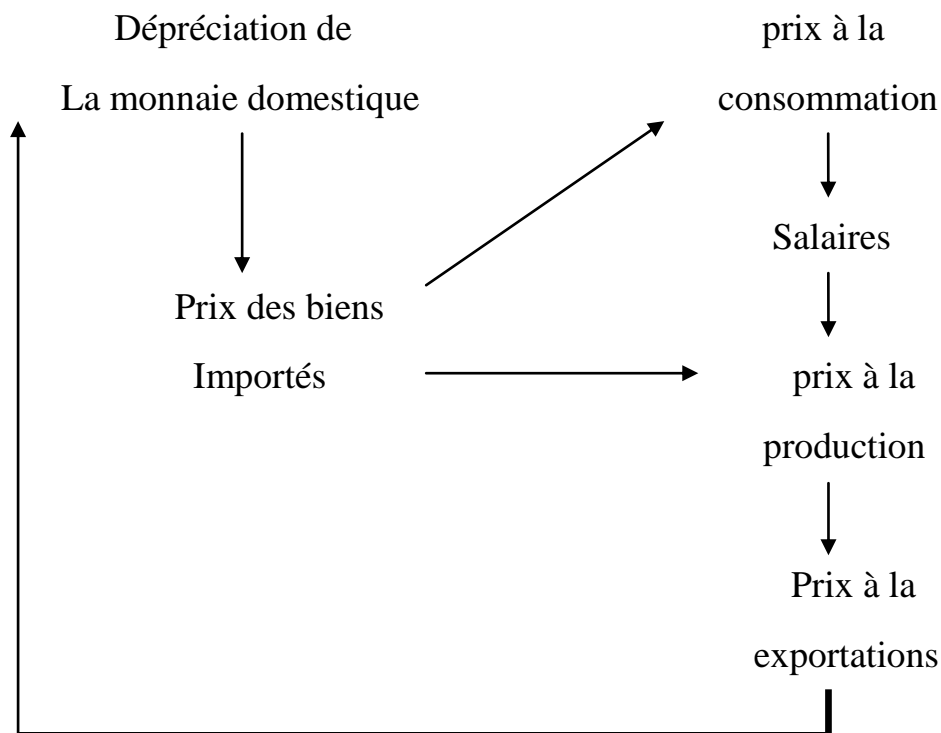 Dépréciation de
La monnaie domestique
prix à la
consommation
Salaires
Prix des biens
Importés
prix à la
production
Prix à la
exportations